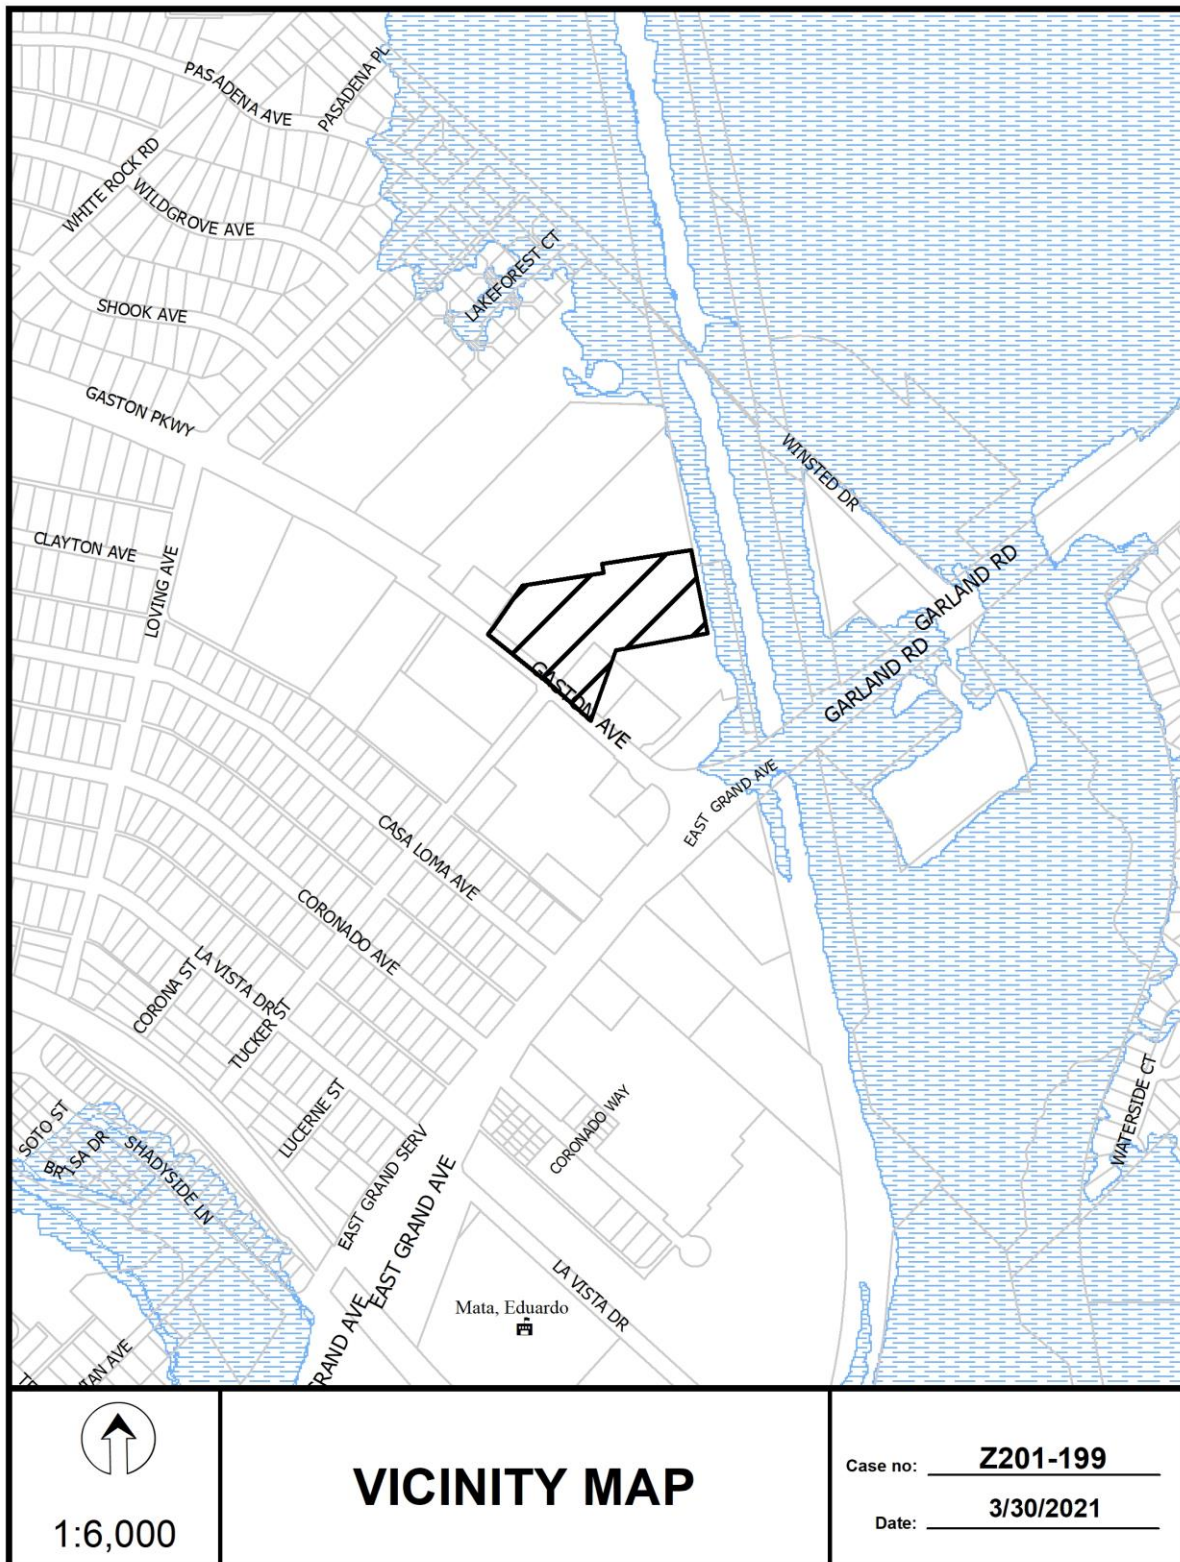 PASADENA AVE
PASADENA PL
WHITE ROCK RD
WILDGROVE AVE
LAKEFOREST CT
SHOOK AVE
GASTON PKWY
WINSTED DR
CLAYTON AVE
LOVING AVE
GARLAND RD
GARLAND RD
GASTON AVE
EAST GRAND AVE
CASA LOMA AVE
CORONADO AVE
LA VISTA DR
CORONA ST
TUCKER ST
LUCERNE ST
CORONADO WAY
WATERSIDE CT
SOTO ST
SHADYSIDE LN
EAST GRAND SERV
EAST GRAND AVE
LA VISTA DR
Mata, Eduardo
GRAND AVE
VICINITY MAP
1:6,000
Case no: Z201-199
Date: 3/30/2021